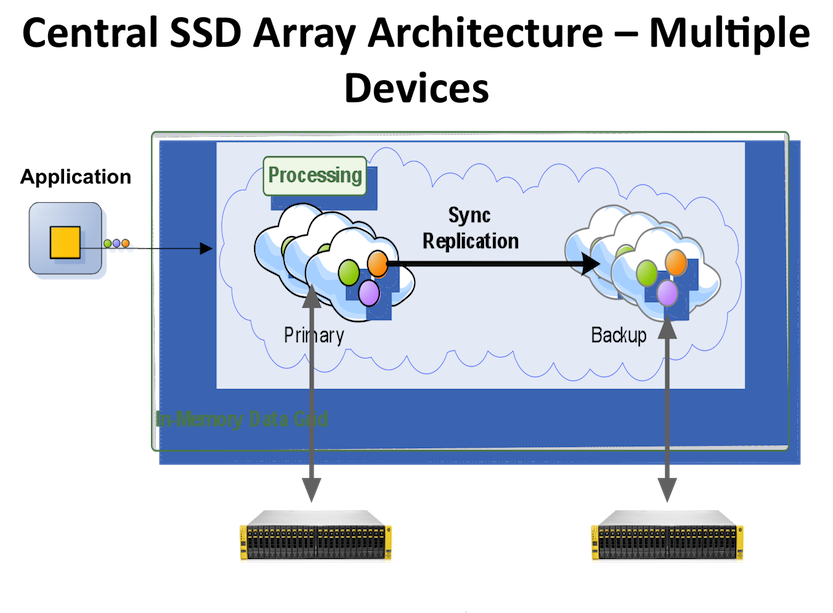 Central SSD Array Architecture – Multiple
Devices
Application
Processing
Sync
Replication
Primary
Backup
In-Memory Data Grid